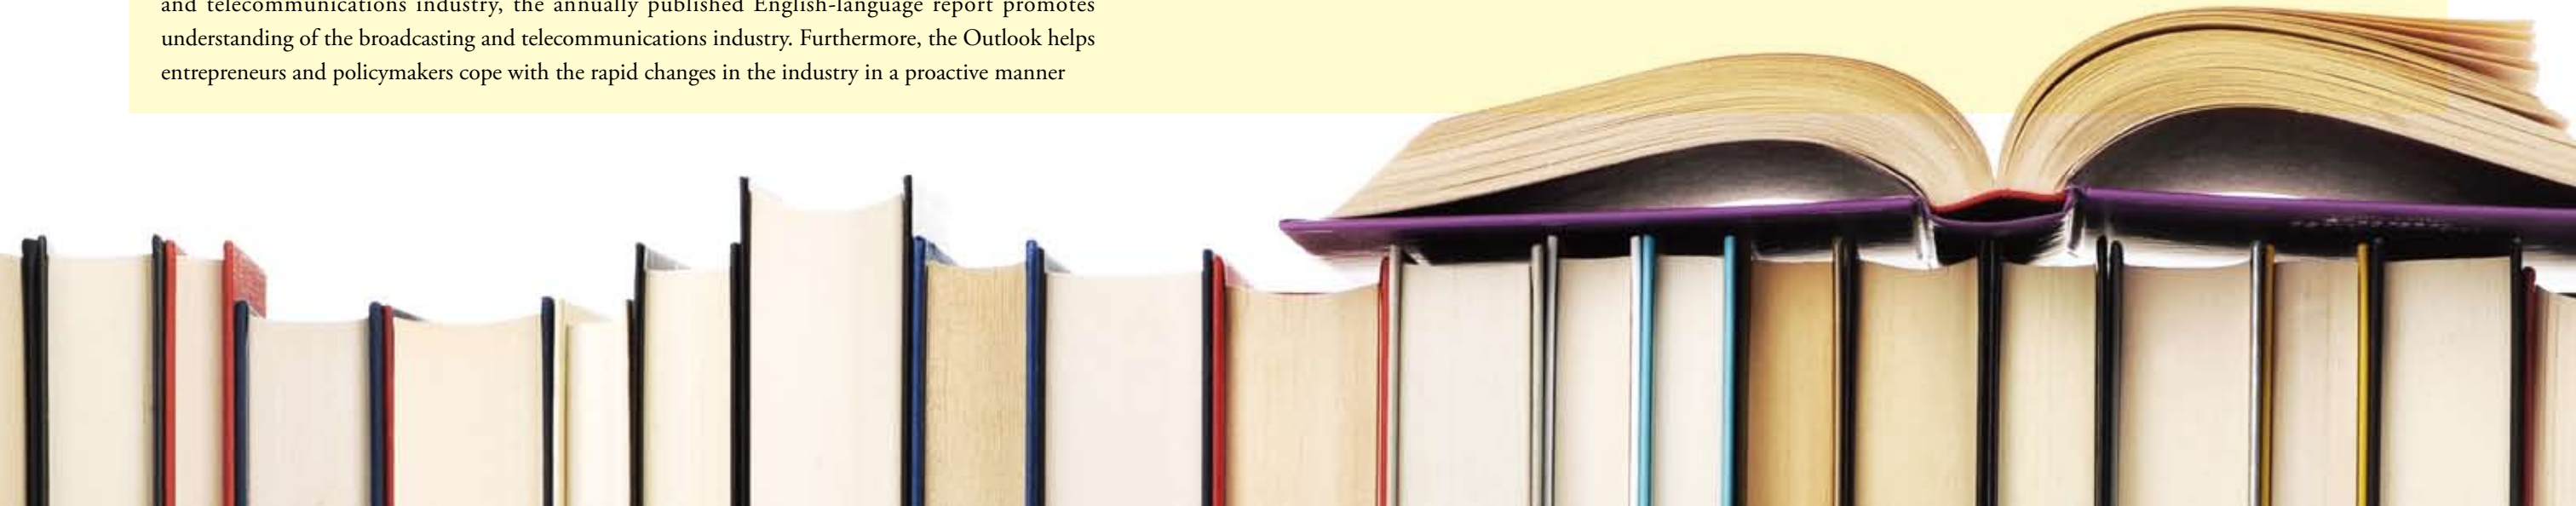 and telecommunications industry, the annually published English-language report promotes
understanding of the broadcasting and telecommunications industry. Furthermore, the Outlook helps
entrepreneurs and policymakers cope with the rapid changes in the industry in a proactive manner